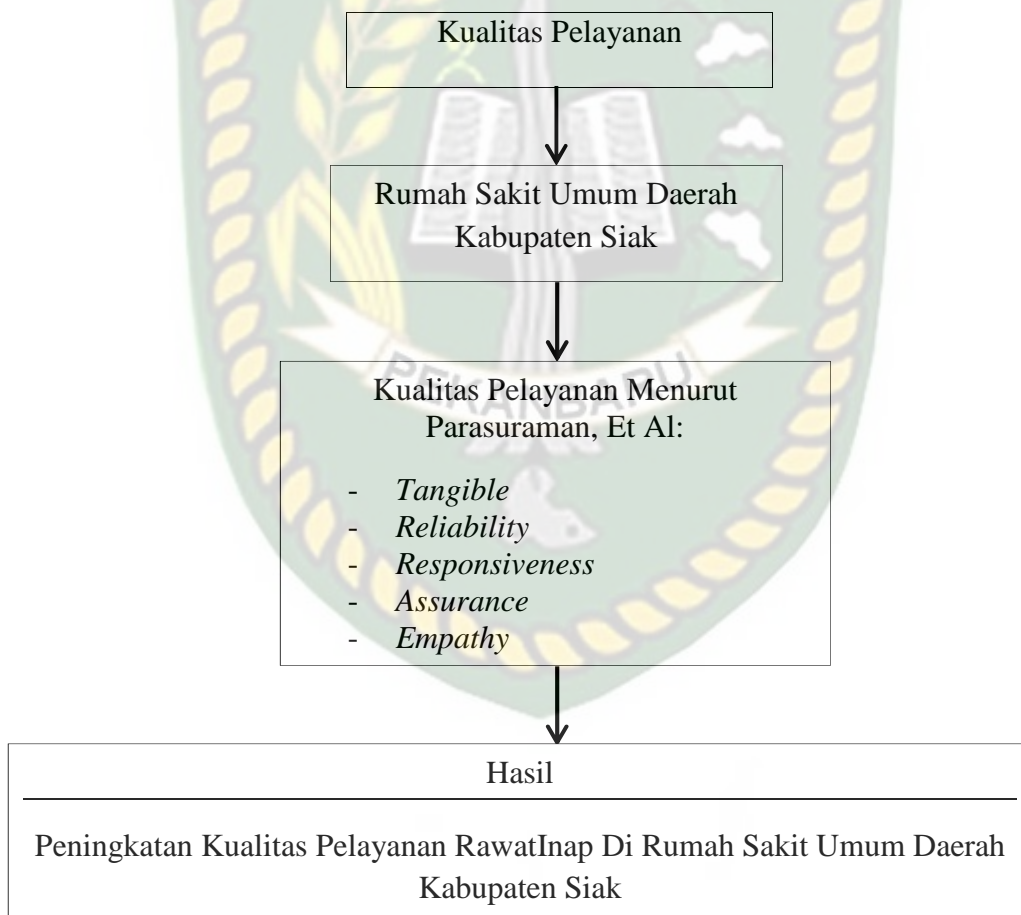 Kualitas Pelayanan
Rumah Sakit Umum Daerah
Kabupaten Siak
PEKANBARU
Kualitas Pelayanan Menurut
Parasuraman, Et Al:
- Tangible
- Reliability
- Responsiveness
- Assurance
- Empathy
Hasil
Peningkatan Kualitas Pelayanan RawatInap Di Rumah Sakit Umum Daerah
Kabupaten Siak